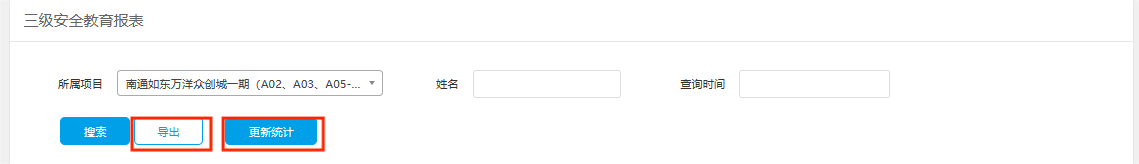 三级安全教育报表
所属项目 南通如东万洋众创城一期（A02、A03、A05-... 姓名 查询时间
搜索 导出 更新统计